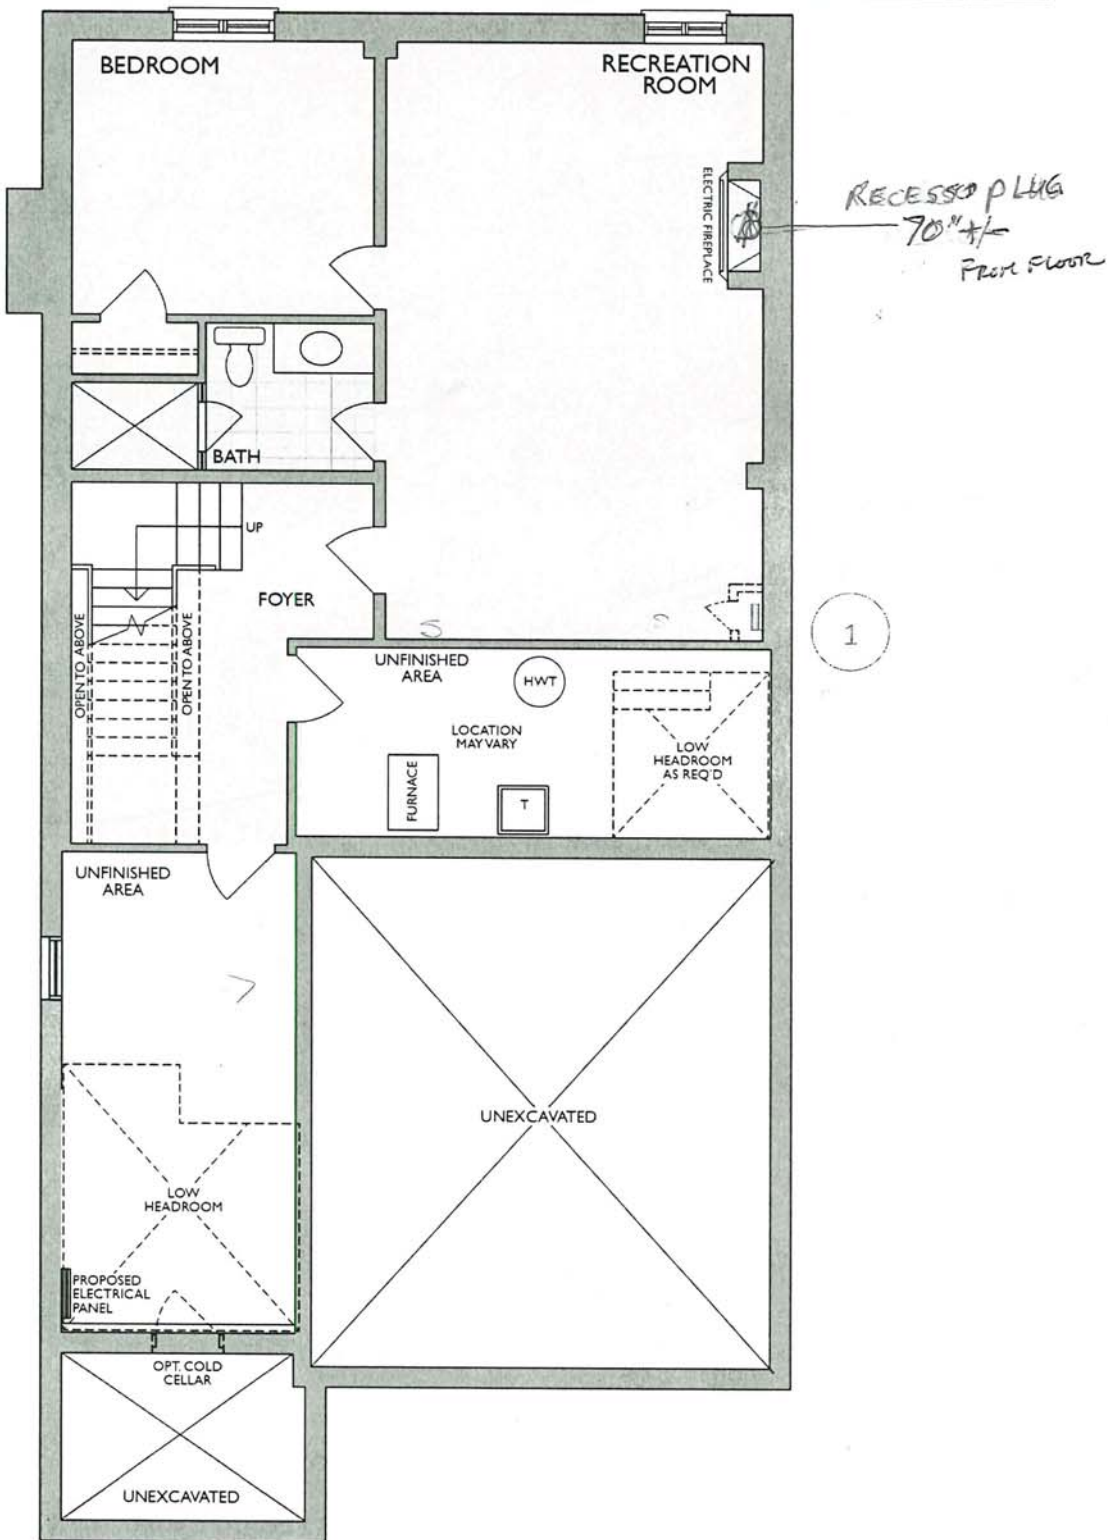 BEDROOM
RECREATION
ROOM
ELECTRIC FIREPLACE
70" +/-
FROM FLOOR
PLUG
BATH
UP
FOYER
OPEN TO ABOVE
OPEN TO ABOVE
S
S
1
UNFINISHED
AREA
HWT
LOCATION
MAY VARY
FURNACE
T
LOW
HEADROOM
AS REQ'D
UNFINISHED
AREA
UNEXCAVATED
LOW
HEADROOM
PROPOSED
ELECTRICAL
PANEL
OPT. COLD
CELLAR
UNEXCAVATED